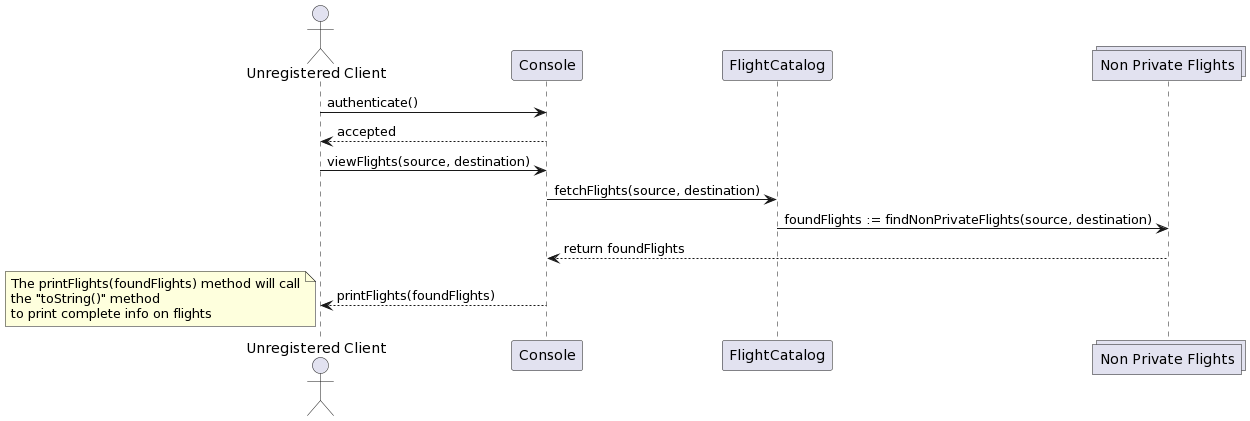 Unregistered Client
Console
FlightCatalog
Non Private Flights
authenticate()
accepted
viewFlights(source, destination)
fetchFlights(source, destination)
foundFlights := findNonPrivateFlights(source, destination)
return foundFlights
The printFlights(foundFlights) method will call
the "toString()" method
to print complete info on flights
printFlights(foundFlights)
Unregistered Client
Console
FlightCatalog
Non Private Flights